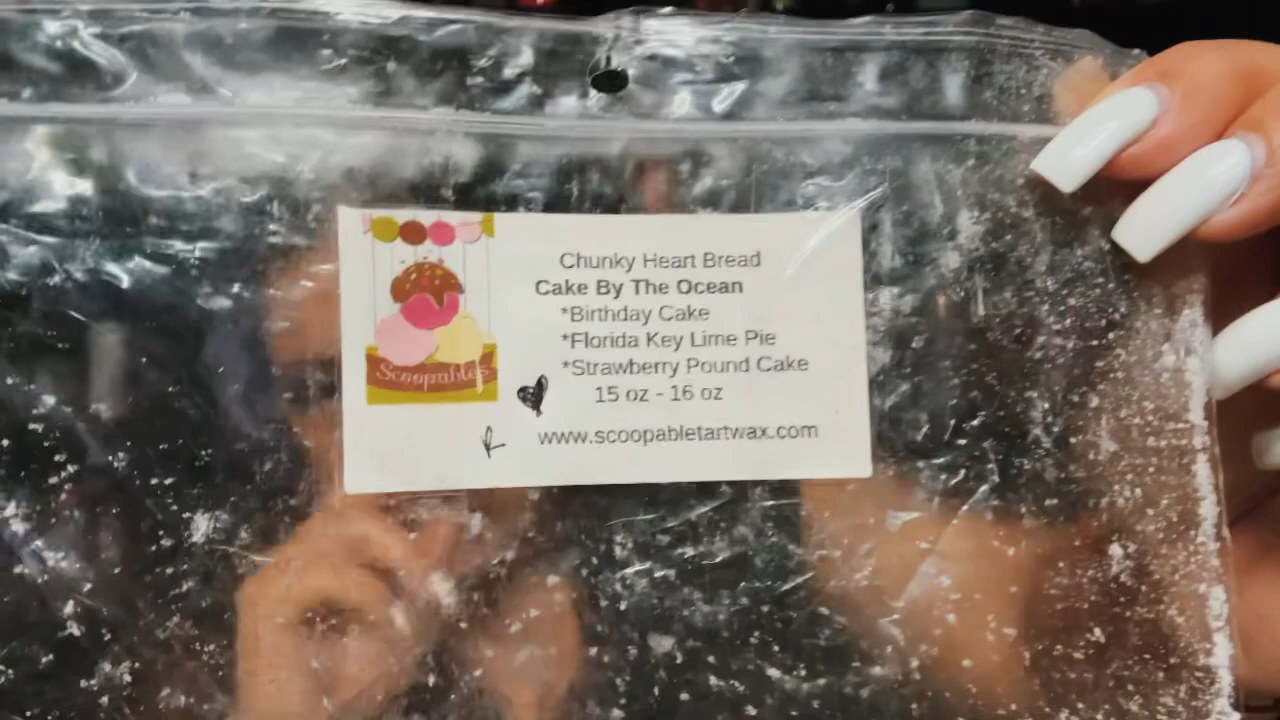 Chunky Heart Bread
Cake By The Ocean
*Birthday Cake
*Florida Key Lime Pie
*Strawberry Pound Cake
15 oz - 16 oz
www.scoopabletartwax.com
Scoopables
R